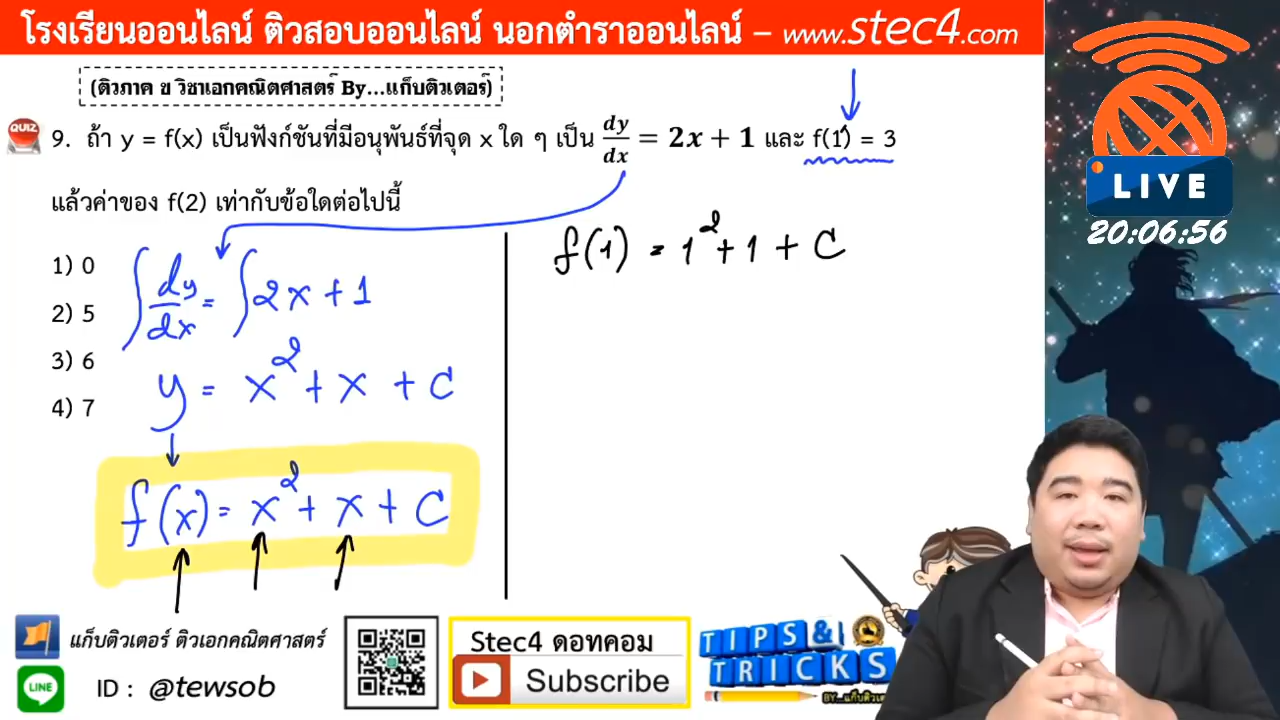 โรงเรียนออนไลน์ ติวสอบออนไลน์ นอกตำราออนไลน์ – www.stec4.com
(ติวภาค ข วิชาเอกคณิตศาสตร์ By...แก็บติวเตอร์)
QUIZ
9. ถ้า y = f(x) เป็นฟังก์ชันที่มีอนุพันธ์ที่จุด x ใด ๆ เป็น dy/dx = 2x + 1 และ f(1) = 3
แล้วค่าของ f(2) เท่ากับข้อใดต่อไปนี้
1) 0
2) 5
3) 6
4) 7
∫ dy/dx = ∫ 2x + 1
y = x² + x + C
f(x) = x² + x + C
f(1) = 1² + 1 + C
LIVE
20:06:56
แก็บติวเตอร์ ติวเอกคณิตศาสตร์
LINE
ID : @tewsob
Stec4 ดอทคอม
Subscribe
TIPS &
TRICKS